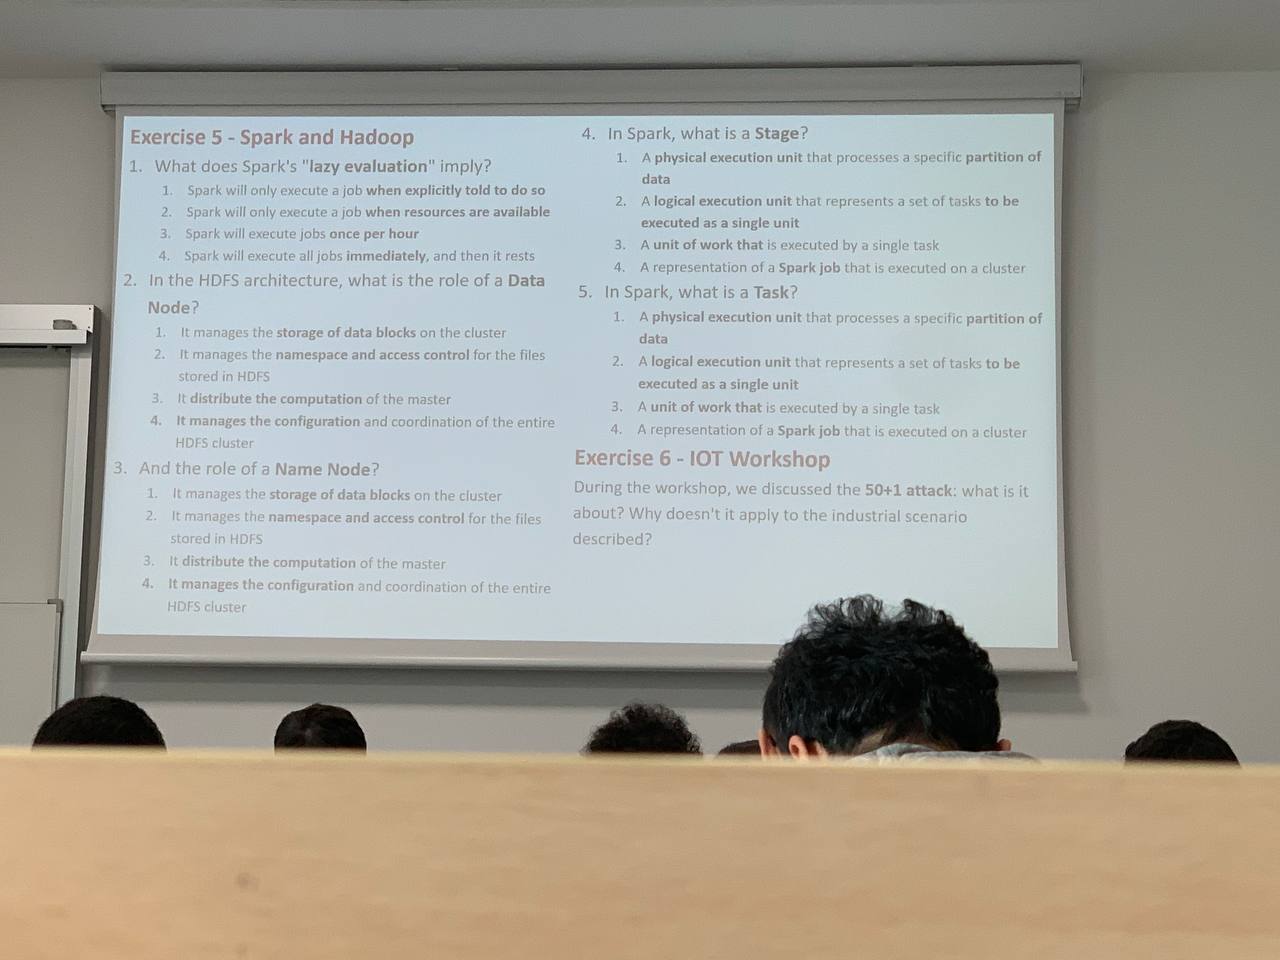 Exercise 5 - Spark and Hadoop
1. What does Spark's "lazy evaluation" imply?
1. Spark will only execute a job when explicitly told to do so
2. Spark will only execute a job when resources are available
3. Spark will execute jobs once per hour
4. Spark will execute all jobs immediately, and then it rests
2. In the HDFS architecture, what is the role of a Data
Node?
1. It manages the storage of data blocks on the cluster
2. It manages the namespace and access control for the files
stored in HDFS
3. It distribute the computation of the master
4. It manages the configuration and coordination of the entire
HDFS cluster
3. And the role of a Name Node?
1. It manages the storage of data blocks on the cluster
2. It manages the namespace and access control for the files
stored in HDFS
3. It distribute the computation of the master
4. It manages the configuration and coordination of the entire
HDFS cluster
4. In Spark, what is a Stage?
1. A physical execution unit that processes a specific partition of
data
2. A logical execution unit that represents a set of tasks to be
executed as a single unit
3. A unit of work that is executed by a single task
4. A representation of a Spark job that is executed on a cluster
5. In Spark, what is a Task?
1. A physical execution unit that processes a specific partition of
data
2. A logical execution unit that represents a set of tasks to be
executed as a single unit
3. A unit of work that is executed by a single task
4. A representation of a Spark job that is executed on a cluster
Exercise 6 - IOT Workshop
During the workshop, we discussed the 50+1 attack: what is it
about? Why doesn't it apply to the industrial scenario
described?